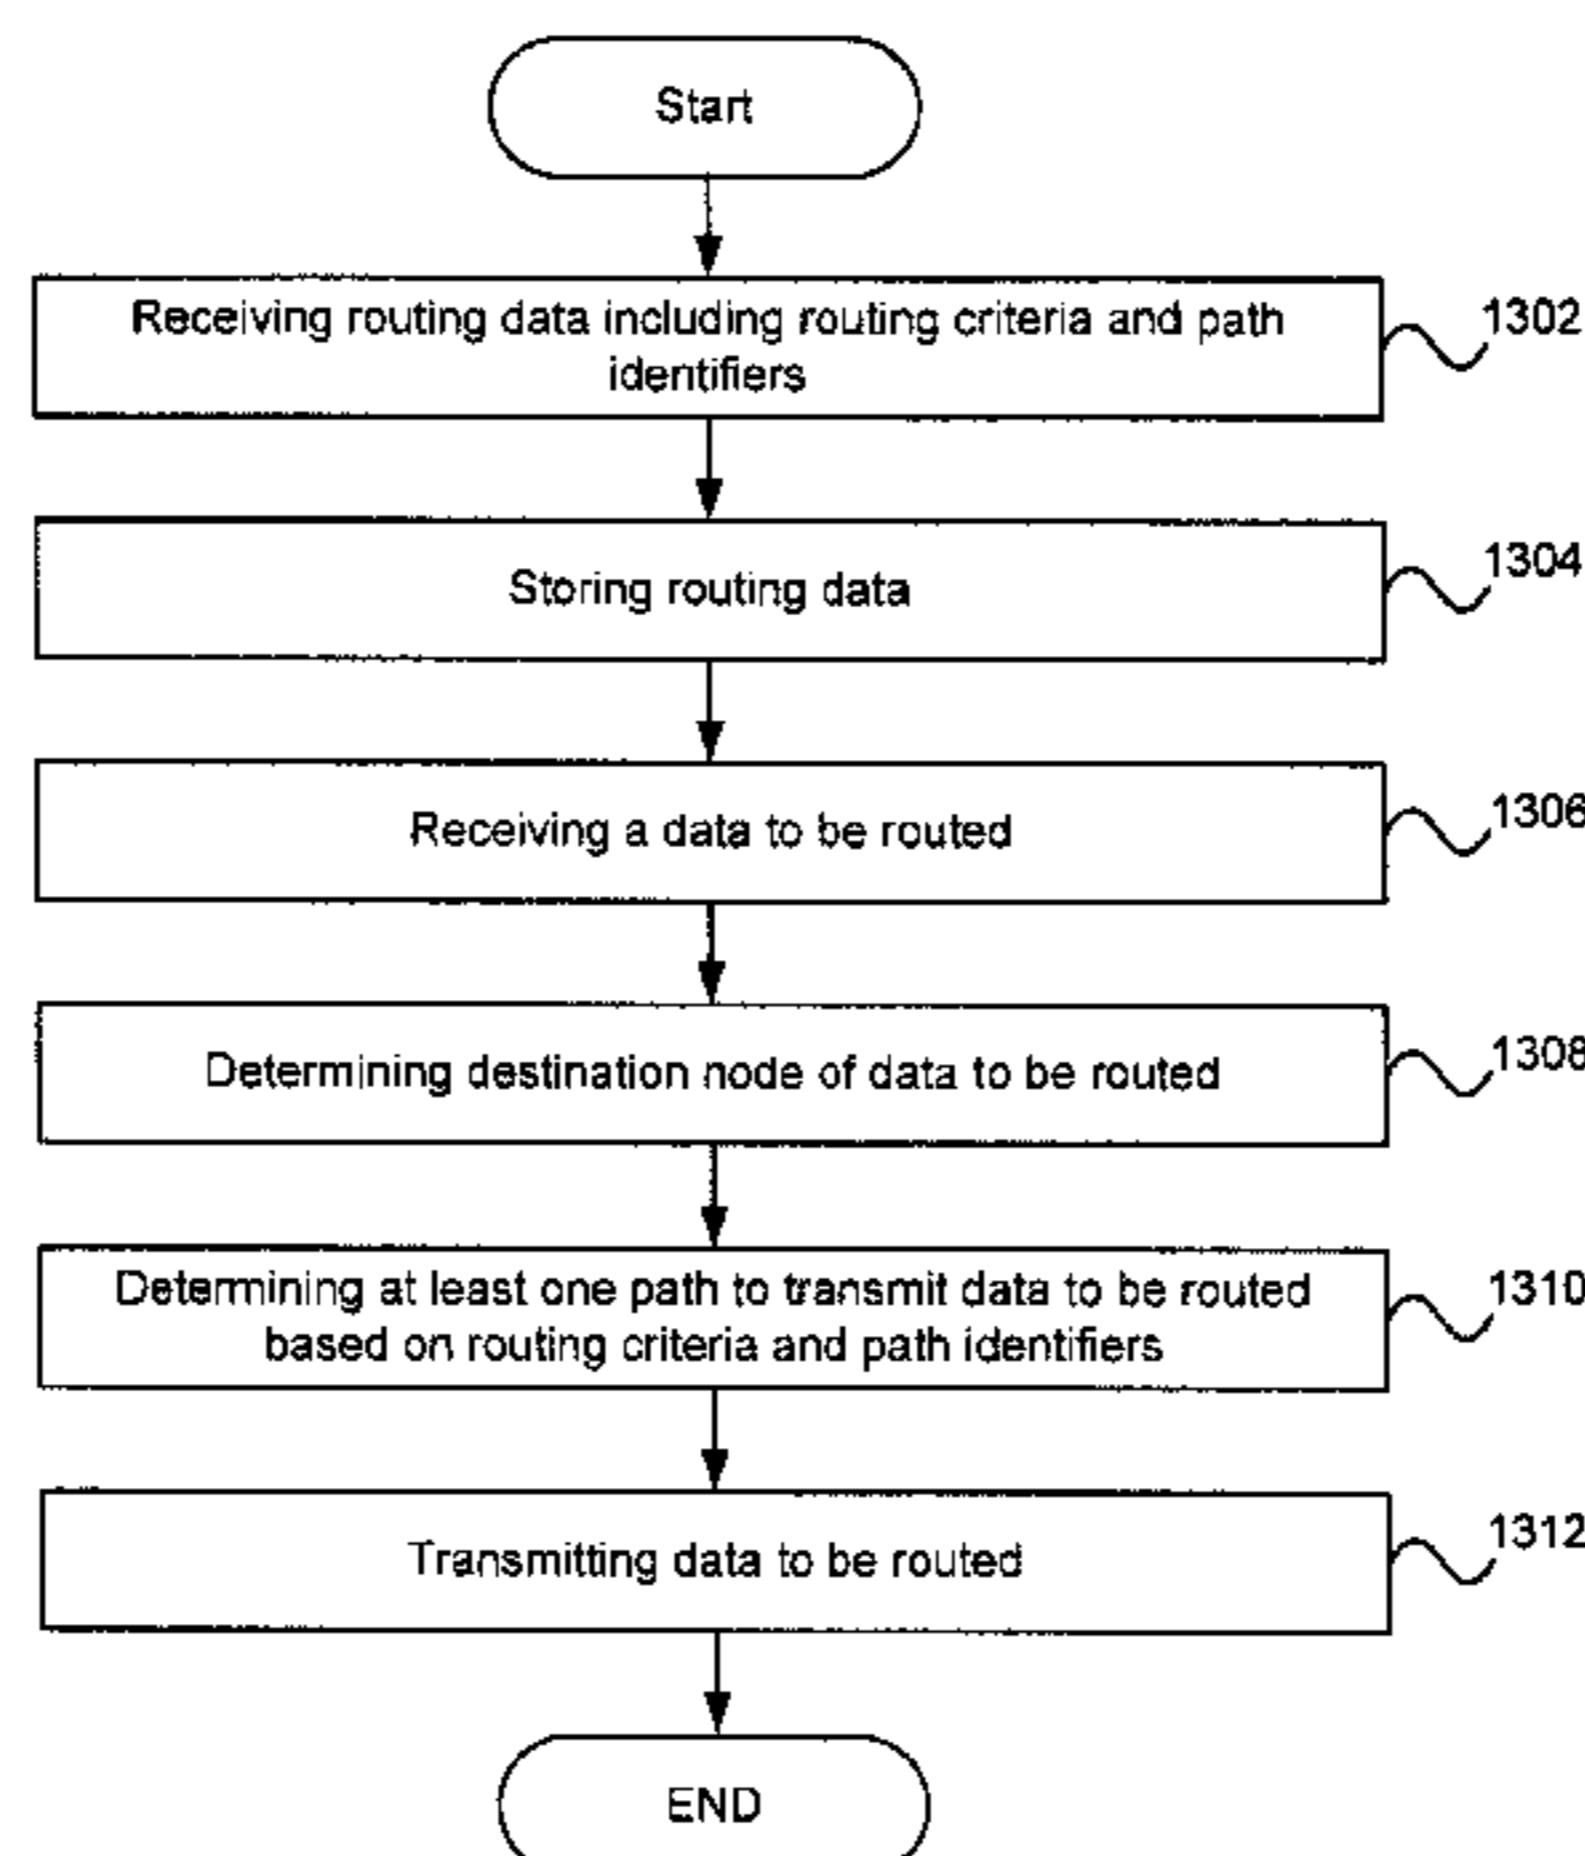 Start
Receiving routing data including routing criteria and path
identifiers
1302
Storing routing data
1304
Receiving a data to be routed
1306
Determining destination node of data to be routed
1308
Determining at least one path to transmit data to be routed
based on routing criteria and path identifiers
1310
Transmitting data to be routed
1312
END